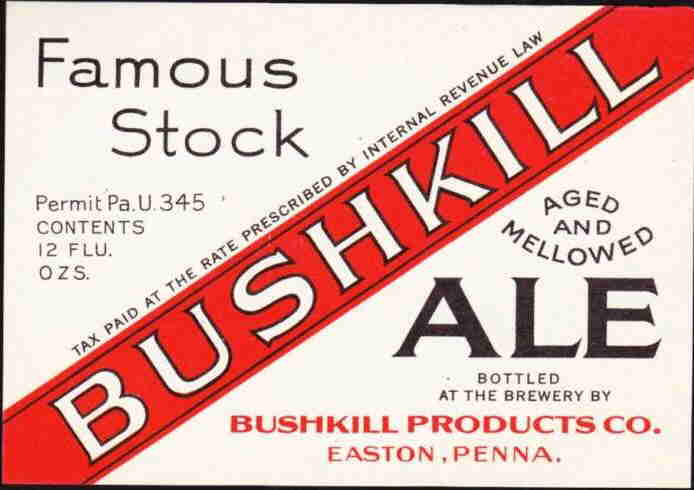 Famous
Stock
Permit Pa.U.345
CONTENTS
12 FLU.
OZS.
TAX PAID AT THE RATE PRESCRIBED BY INTERNAL REVENUE LAW
BUSHKILL
AGED
AND
MELLOWED
ALE
BOTTLED
AT THE BREWERY BY
BUSHKILL PRODUCTS CO.
EASTON, PENNA.